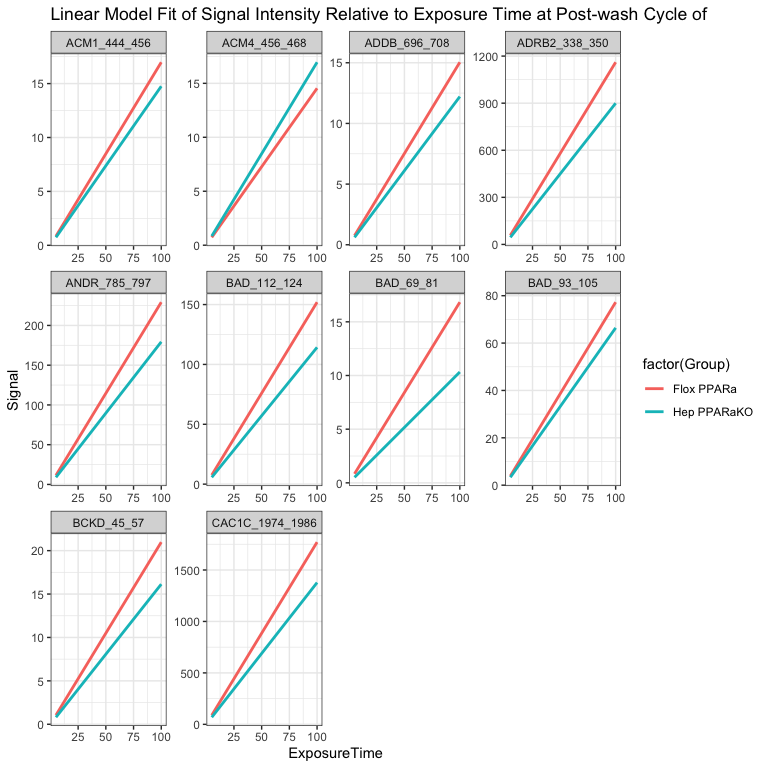 Linear Model Fit of Signal Intensity Relative to Exposure Time at Post-wash Cycle of
ACM1_444_456
ACM4_456_468
ADDB_696_708
ADRB2_338_350
15
10
5
0
25 50 75 100
15
10
5
0
25 50 75 100
15
10
5
0
25 50 75 100
1200
900
600
300
0
25 50 75 100
ANDR_785_797
BAD_112_124
BAD_69_81
BAD_93_105
200
150
100
50
0
25 50 75 100
150
100
50
0
25 50 75 100
15
10
5
0
25 50 75 100
80
60
40
20
0
25 50 75 100
BCKD_45_57
CAC1C_1974_1986
20
15
10
5
0
25 50 75 100
1500
1000
500
0
25 50 75 100
Signal
ExposureTime
factor(Group)
Flox PPARa
Hep PPARaKO